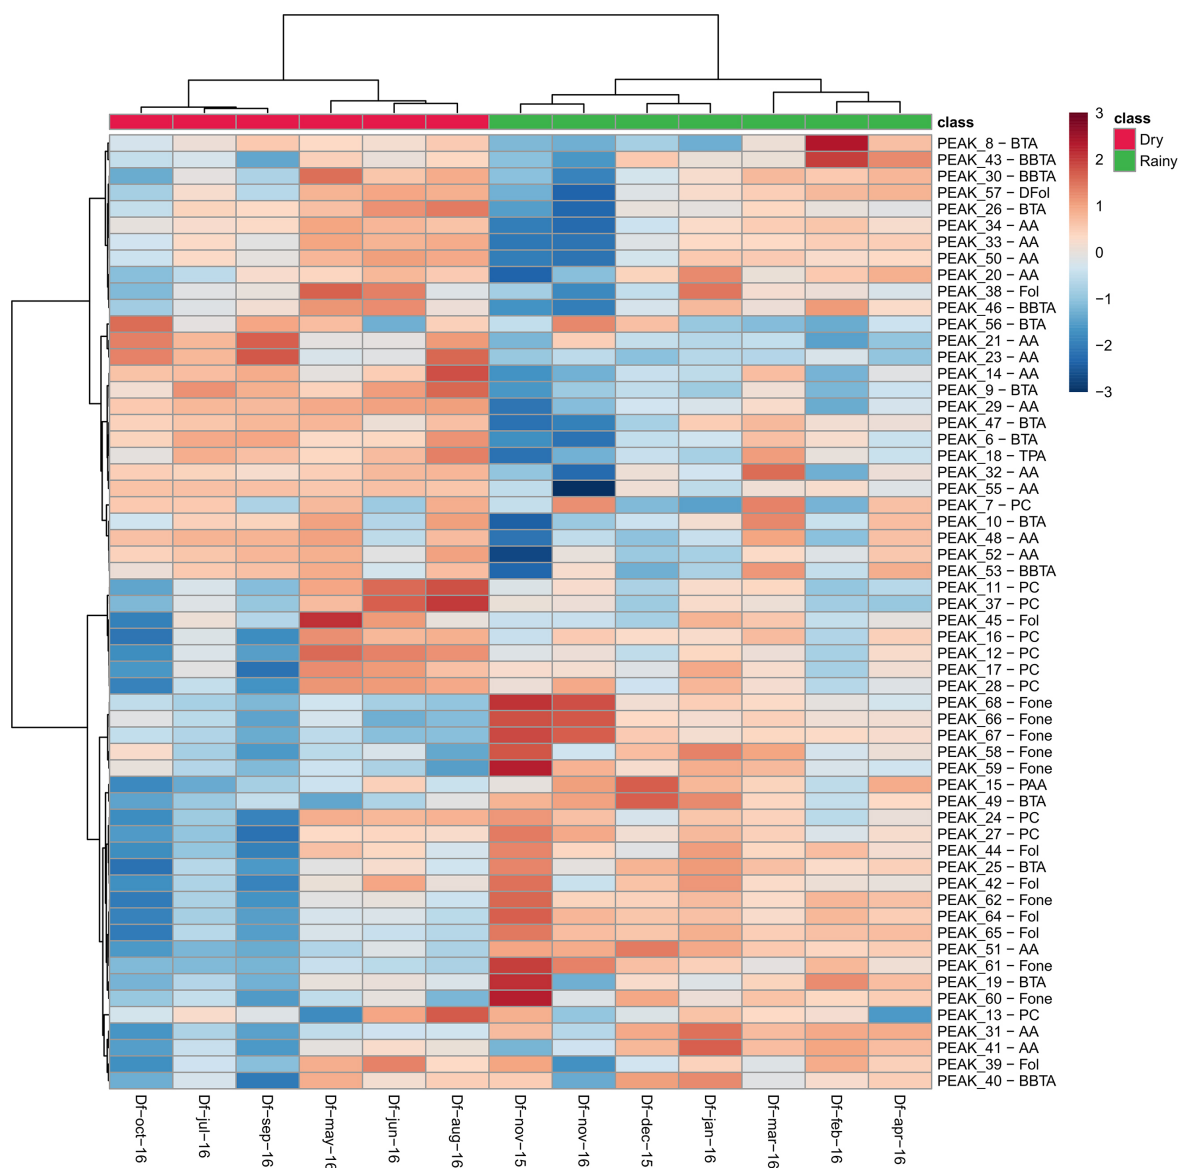 class
PEAK_8 – BTA
PEAK_43 – BBTA
PEAK_30 – BBTA
PEAK_57 – DFol
PEAK_26 – BTA
PEAK_34 – AA
PEAK_33 – AA
PEAK_50 – AA
PEAK_20 – AA
PEAK_38 – Fol
PEAK_46 – BBTA
PEAK_56 – BTA
PEAK_21 – AA
PEAK_23 – AA
PEAK_14 – AA
PEAK_9 – BTA
PEAK_29 – AA
PEAK_47 – BTA
PEAK_6 – BTA
PEAK_18 – TPA
PEAK_32 – AA
PEAK_55 – AA
PEAK_7 – PC
PEAK_10 – BTA
PEAK_48 – AA
PEAK_52 – AA
PEAK_53 – BBTA
PEAK_11 – PC
PEAK_37 – PC
PEAK_45 – Fol
PEAK_16 – PC
PEAK_12 – PC
PEAK_17 – PC
PEAK_28 – PC
PEAK_68 – Fone
PEAK_66 – Fone
PEAK_67 – Fone
PEAK_58 – Fone
PEAK_59 – Fone
PEAK_15 – PAA
PEAK_49 – BTA
PEAK_24 – PC
PEAK_27 – PC
PEAK_44 – Fol
PEAK_25 – BTA
PEAK_42 – Fol
PEAK_62 – Fone
PEAK_64 – Fol
PEAK_65 – Fol
PEAK_51 – AA
PEAK_61 – Fone
PEAK_19 – BTA
PEAK_60 – Fone
PEAK_13 – PC
PEAK_31 – AA
PEAK_41 – AA
PEAK_39 – Fol
PEAK_40 – BBTA
3
2
1
0
−1
−2
−3
class
Dry
Rainy
Df−oct−16
Df−jul−16
Df−sep−16
Df−may−16
Df−jun−16
Df−aug−16
Df−nov−15
Df−nov−16
Df−dec−15
Df−jan−16
Df−mar−16
Df−feb−16
Df−apr−16